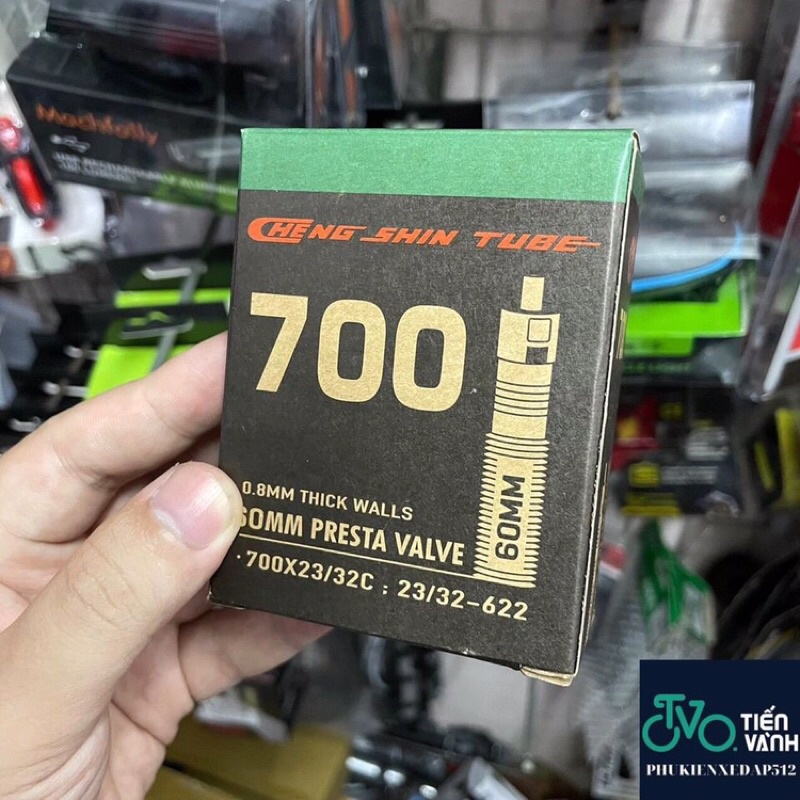 Machfally
CHENG SHIN TUBE
700
60MM
0.8MM THICK WALLS
60MM PRESTA VALVE
· 700X23/32C : 23/32-622
TIẾN
VÀNH
PHUKIENXEDAP512